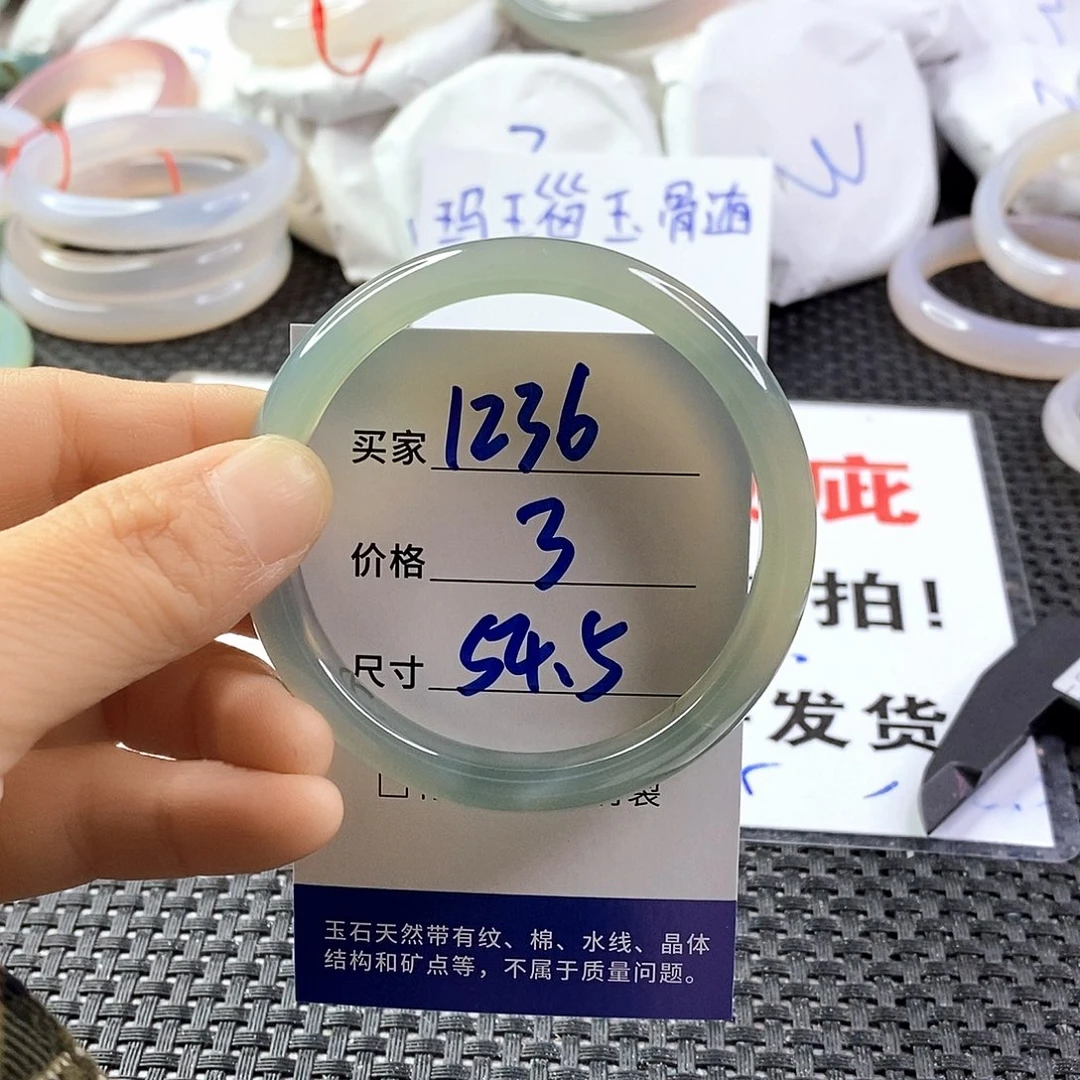 玛瑙玉骨髓
买家 1236
价格 3
尺寸 54.5
疵
拍!
发货
玉石天然带有纹、棉、水线、晶体
结构和矿点等，不属于质量问题。